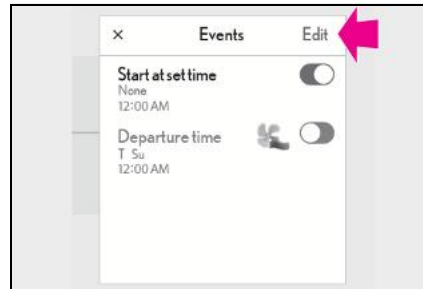 × Events Edit
Start at set time
None
12:00 AM
Departure time
T Su
12:00 AM